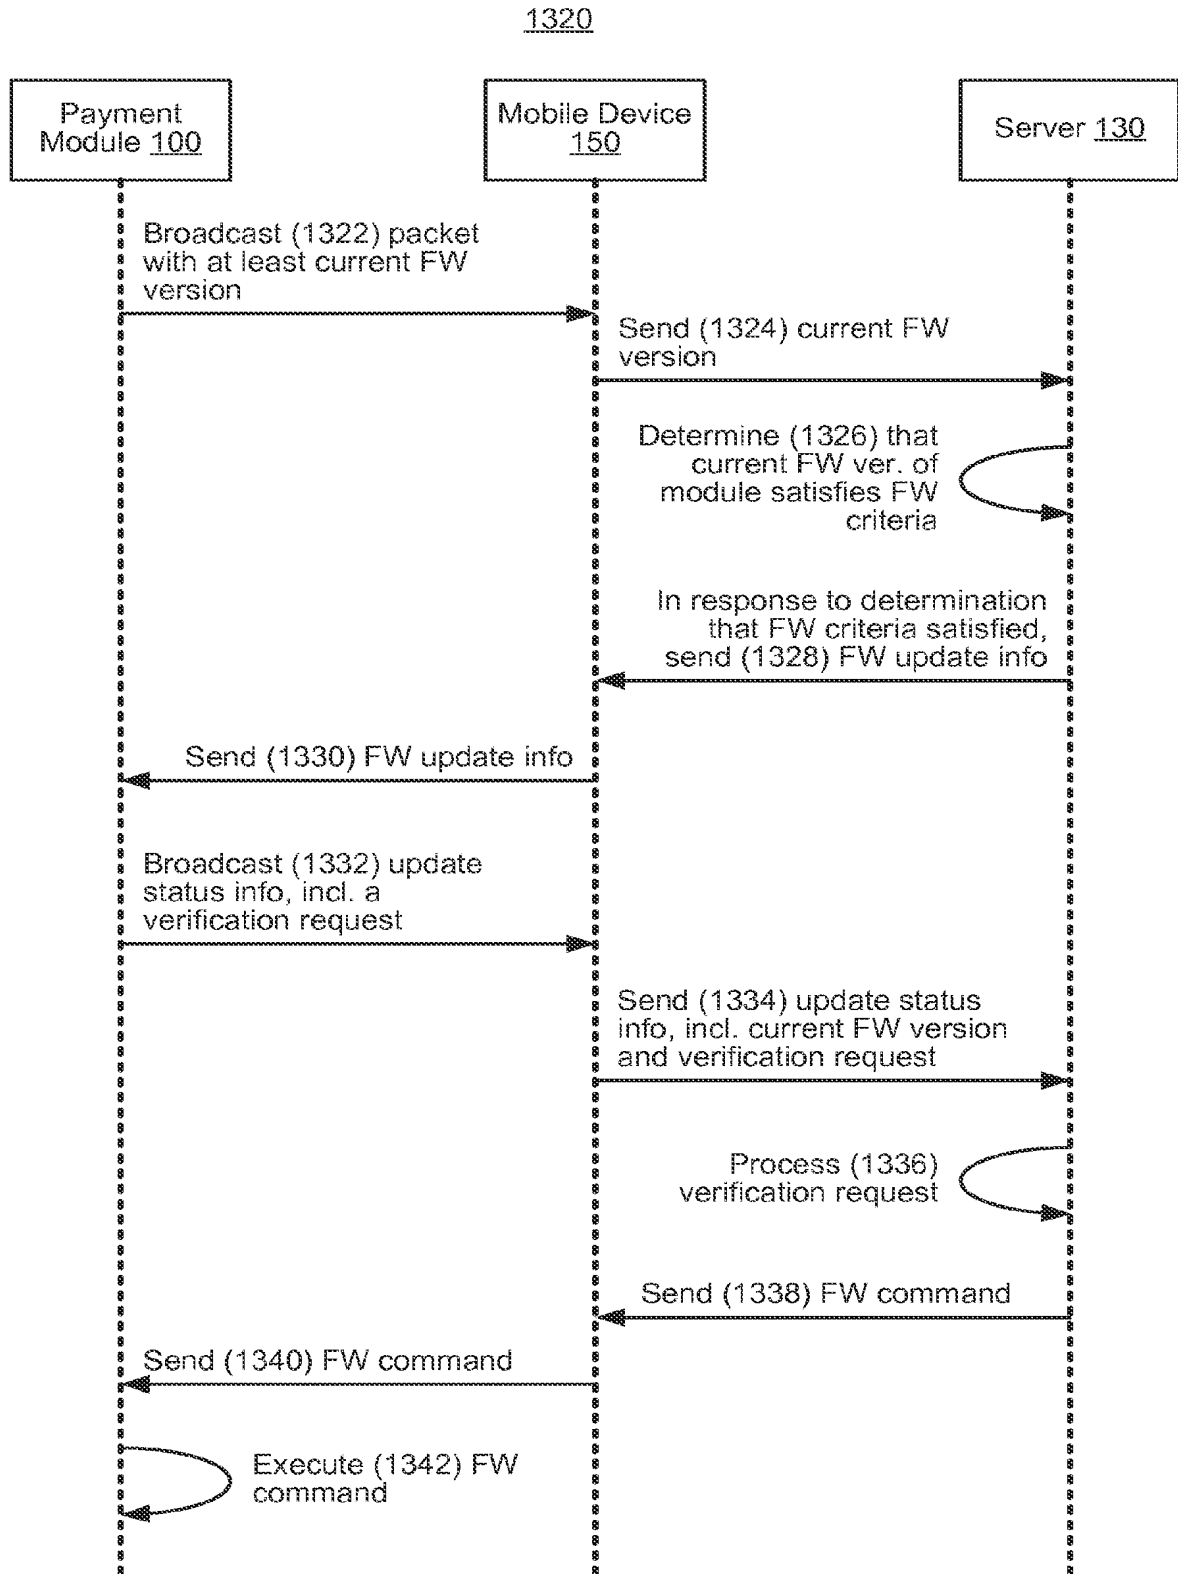 1320
Payment
Module 100
Mobile Device
150
Server 130
Broadcast (1322) packet
with at least current FW
version
Send (1324) current FW
version
Determine (1326) that
current FW ver. of
module satisfies FW
criteria
In response to determination
that FW criteria satisfied,
send (1328) FW update info
Send (1330) FW update info
Broadcast (1332) update
status info, incl. a
verification request
Send (1334) update status
info, incl. current FW version
and verification request
Process (1336)
verification request
Send (1338) FW command
Send (1340) FW command
Execute (1342) FW
command